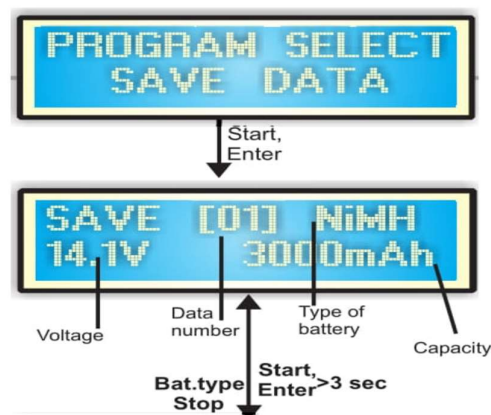 PROGRAM SELECT
SAVE DATA
Start,
Enter
SAVE [01] NiMH
14.1V 3000mAh
Voltage
Data
number
Type of
battery
Capacity
Bat.type
Stop
Start,
Enter >3 sec